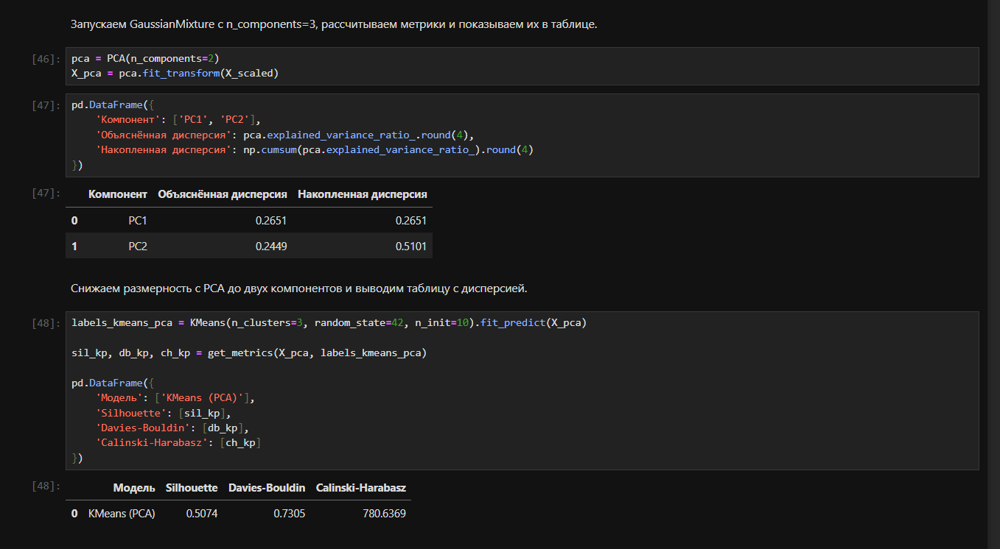 Запускаем GaussianMixture с n_components=3, рассчитываем метрики и показываем их в таблице.
[46]:
pca = PCA(n_components=2)
X_pca = pca.fit_transform(X_scaled)
[47]:
pd.DataFrame({
    'Компонент': ['PC1', 'PC2'],
    'Объяснённая дисперсия': pca.explained_variance_ratio_.round(4),
    'Накопленная дисперсия': np.cumsum(pca.explained_variance_ratio_).round(4)
})
[47]:
Компонент Объяснённая дисперсия Накопленная дисперсия
0 PC1 0.2651 0.2651
1 PC2 0.2449 0.5101
Снижаем размерность с PCA до двух компонентов и выводим таблицу с дисперсией.
[48]:
labels_kmeans_pca = KMeans(n_clusters=3, random_state=42, n_init=10).fit_predict(X_pca)
sil_kp, db_kp, ch_kp = get_metrics(X_pca, labels_kmeans_pca)
pd.DataFrame({
    'Модель': ['KMeans (PCA)'],
    'Silhouette': [sil_kp],
    'Davies-Bouldin': [db_kp],
    'Calinski-Harabasz': [ch_kp]
})
[48]:
Модель Silhouette Davies-Bouldin Calinski-Harabasz
0 KMeans (PCA) 0.5074 0.7305 780.6369